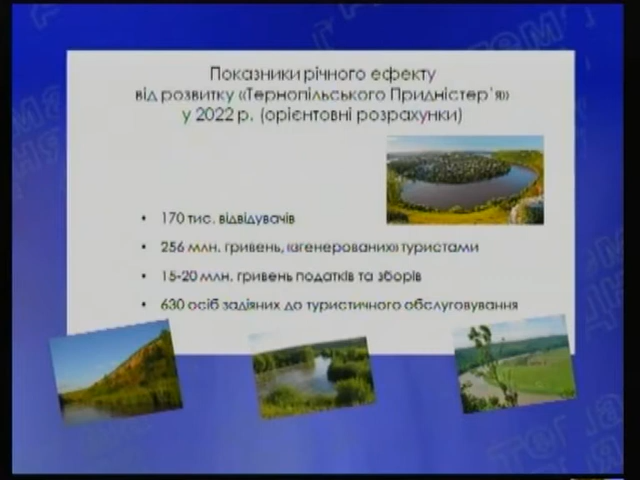 Показники річного ефекту
від розвитку «Тернопільського Придністер’я»
у 2022 р. (орієнтовні розрахунки)
• 170 тис. відвідувачів
• 256 млн. гривень, «згенерованих» туристами
• 15-20 млн. гривень податків та зборів
• 630 осіб задіяних до туристичного обслуговування